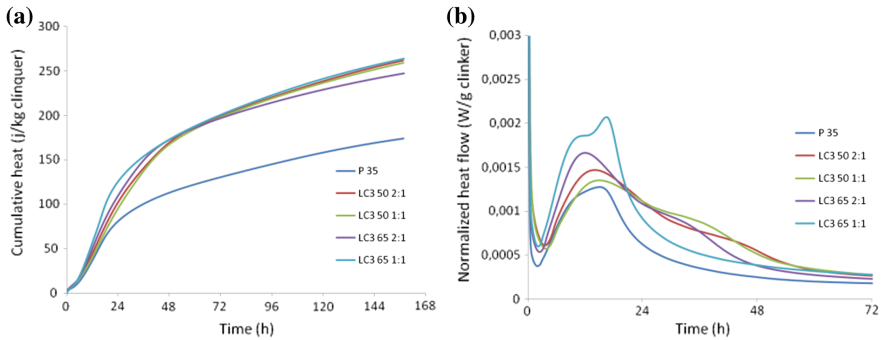 (a)
Cumulative heat (j/kg clinquer)
300
250
200
150
100
50
0
0 24 48 72 96 120 144 168
Time (h)
P 35
LC3 50 2:1
LC3 50 1:1
LC3 65 2:1
LC3 65 1:1
(b)
Normalized heat flow (W/g clinker)
0,003
0,0025
0,002
0,0015
0,001
0,0005
0
0 24 48 72
Time (h)
P 35
LC3 50 2:1
LC3 50 1:1
LC3 65 2:1
LC3 65 1:1